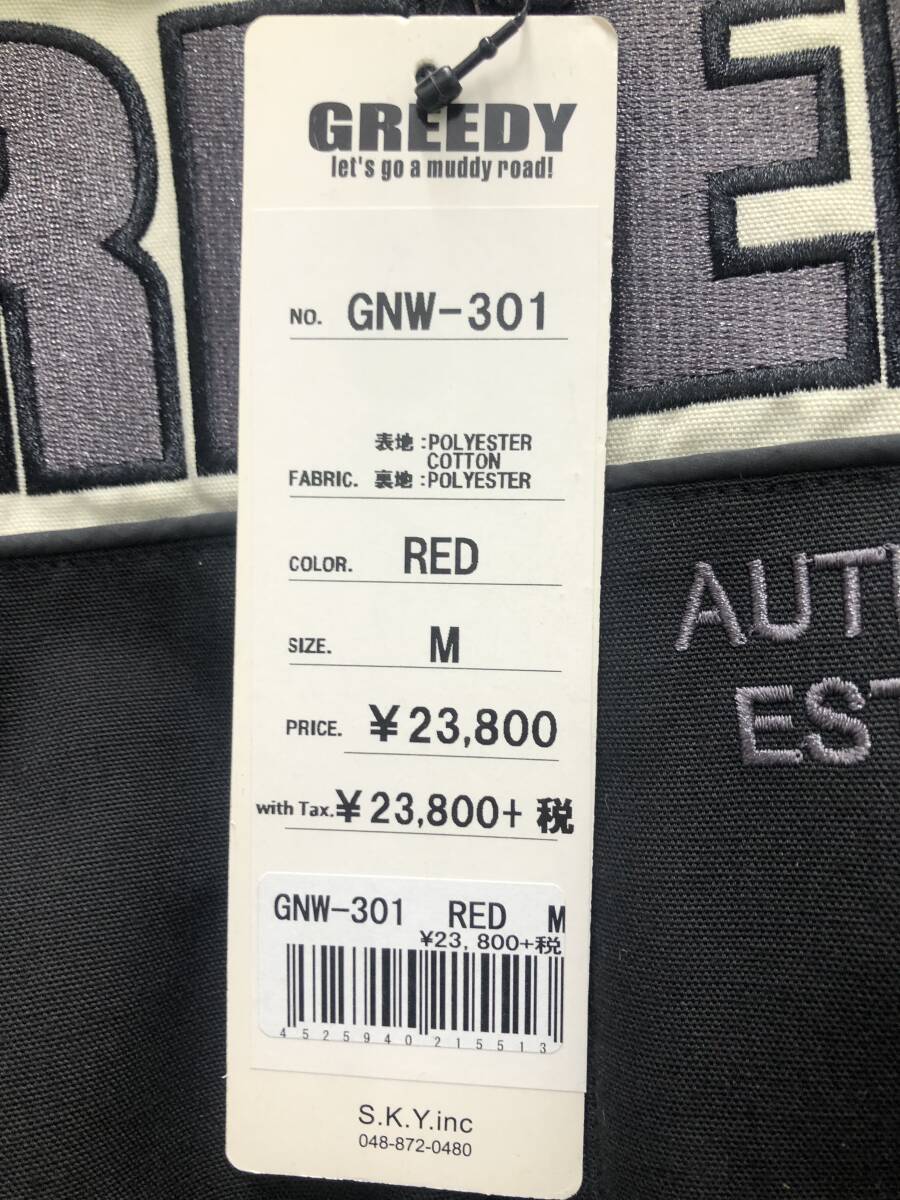 GREEDY
let's go a muddy road!
NO. GNW-301
表地:POLYESTER
COTTON
FABRIC. 裏地:POLYESTER
COLOR. RED
SIZE. M
PRICE. ¥23,800
with Tax. ¥23,800+ 税
GNW-301 RED M
¥23,800+税
4525940215513
S.K.Y.inc
048-872-0480
RE
AUT
EST